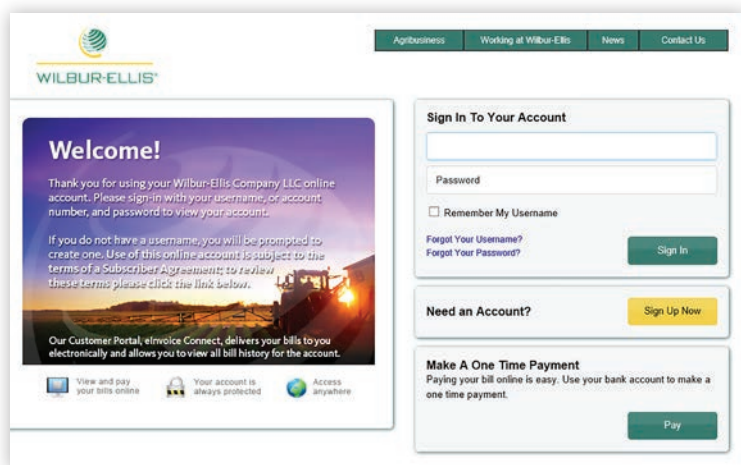 WILBUR-ELLIS®
Agribusiness
Working at Wilbur-Ellis
News
Contact Us
Welcome!
Thank you for using your Wilbur-Ellis Company LLC online
account. Please sign-in with your username, or account
number, and password to view your account.
If you do not have a username, you will be prompted to
create one. Use of this online account is subject to the
terms of a Subscriber Agreement; to review
these terms please click the link below.
Our Customer Portal, eInvoice Connect, delivers your bills to you
electronically and allows you to view all bill history for the account.
View and pay
your bills online
Your account is
always protected
Access
anywhere
Sign In To Your Account
Password
Remember My Username
Forgot Your Username?
Forgot Your Password?
Sign In
Need an Account?
Sign Up Now
Make A One Time Payment
Paying your bill online is easy. Use your bank account to make a
one time payment.
Pay